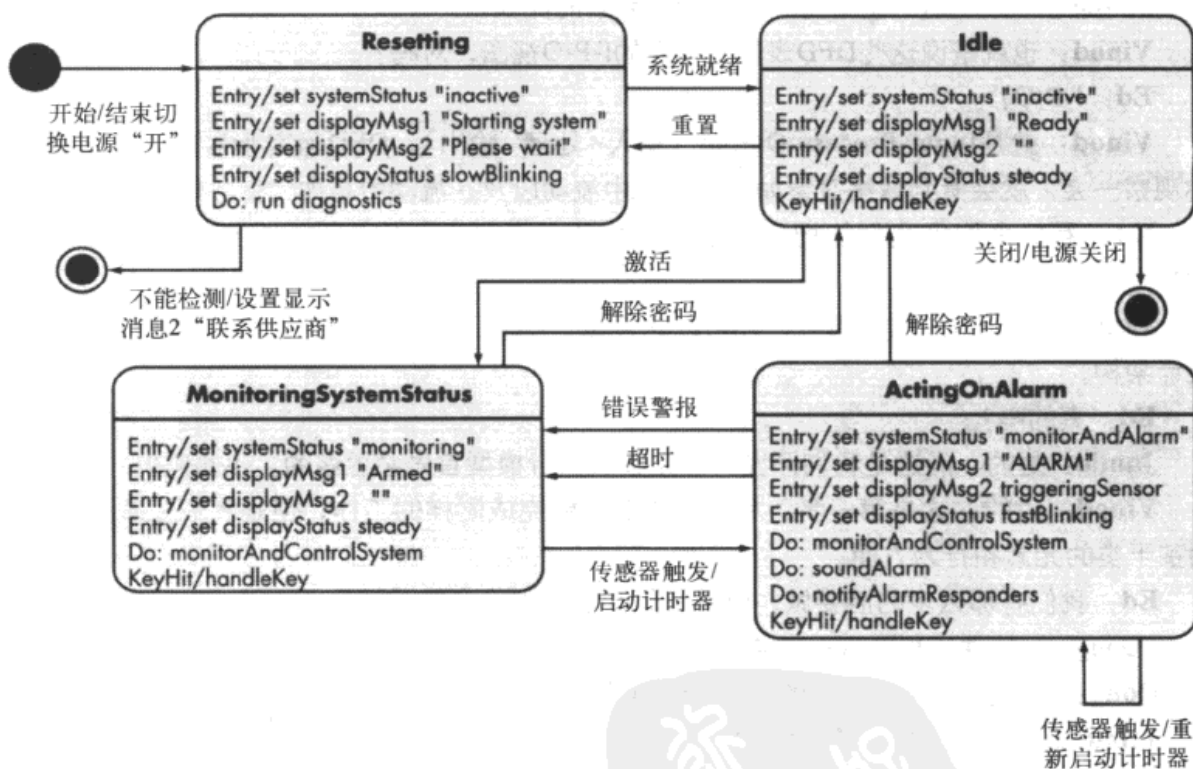 Resetting
Entry/set systemStatus "inactive"
Entry/set displayMsg1 "Starting system"
Entry/set displayMsg2 "Please wait"
Entry/set displayStatus slowBlinking
Do: run diagnostics
开始/结束切
换电源“开”
系统就绪
重置
Idle
Entry/set systemStatus "inactive"
Entry/set displayMsg1 "Ready"
Entry/set displayMsg2 ""
Entry/set displayStatus steady
KeyHit/handleKey
不能检测/设置显示
消息2“联系供应商”
激活
解除密码
关闭/电源关闭
解除密码
MonitoringSystemStatus
Entry/set systemStatus "monitoring"
Entry/set displayMsg1 "Armed"
Entry/set displayMsg2 ""
Entry/set displayStatus steady
Do: monitorAndControlSystem
KeyHit/handleKey
错误警报
超时
传感器触发/
启动计时器
ActingOnAlarm
Entry/set systemStatus "monitorAndAlarm"
Entry/set displayMsg1 "ALARM"
Entry/set displayMsg2 triggeringSensor
Entry/set displayStatus fastBlinking
Do: monitorAndControlSystem
Do: soundAlarm
Do: notifyAlarmResponders
KeyHit/handleKey
传感器触发/重
新启动计时器